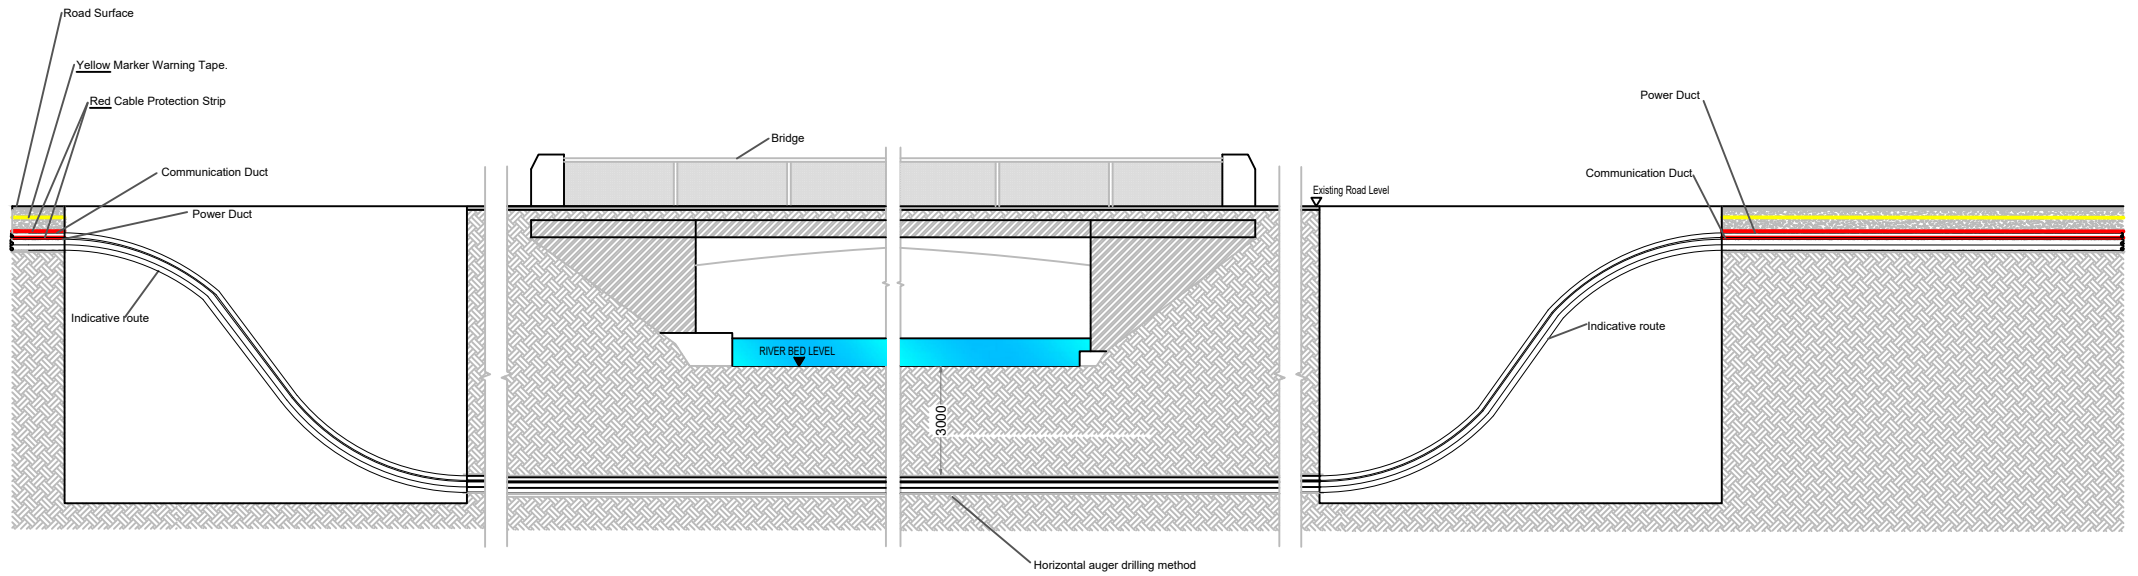 Road Surface
Yellow Marker Warning Tape.
Red Cable Protection Strip
Power Duct
Bridge
Communication Duct
Communication Duct
Existing Road Level
Power Duct
Indicative route
Indicative route
RIVER BED LEVEL
3000
Horizontal auger drilling method